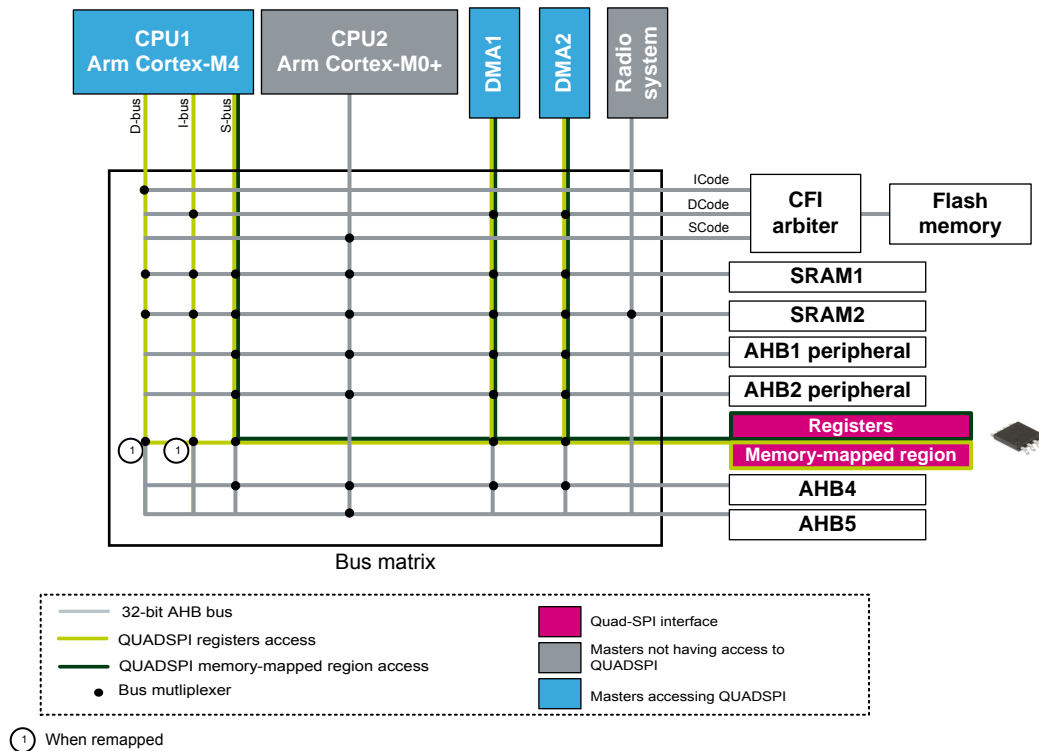 CPU1
Arm Cortex-M4
CPU2
Arm Cortex-M0+
DMA1
DMA2
Radio
system
D-bus
I-bus
S-bus
ICode
DCode
SCode
CFI
arbiter
Flash
memory
SRAM1
SRAM2
AHB1 peripheral
AHB2 peripheral
Registers
1
1
Memory-mapped region
AHB4
AHB5
Bus matrix
32-bit AHB bus
QUADSPI registers access
QUADSPI memory-mapped region access
Bus mutliplexer
Quad-SPI interface
Masters not having access to
QUADSPI
Masters accessing QUADSPI
1 When remapped